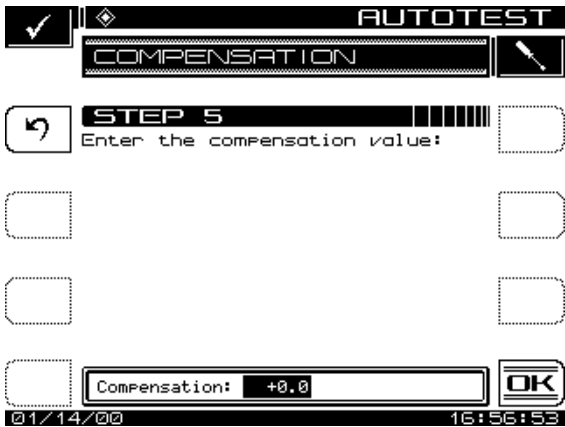 AUTOTEST
COMPENSATION
STEP 5
Enter the compensation value:
Compensation: +0.0
OK
01/14/00 16:56:53